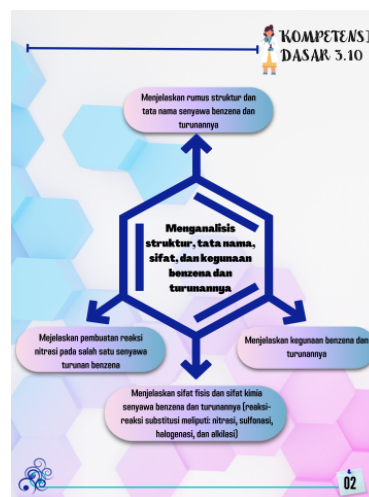 KOMPETENSI
DASAR 3.10
Menjelaskan rumus struktur dan
tata nama senyawa benzena dan
turunannya
Menganalisis
struktur, tata nama,
sifat, dan kegunaan
benzena dan
turunannya
Mejelaskan pembuatan reaksi
nitrasi pada salah satu senyawa
turunan benzena
Menjelaskan kegunaan benzena dan
turunannya
Menjelaskan sifat fisis dan sifat kimia
senyawa benzena dan turunannya (reaksi-
reaksi substitusi meliputi: nitrasi, sulfonasi,
halogenasi, dan alkilasi)
02